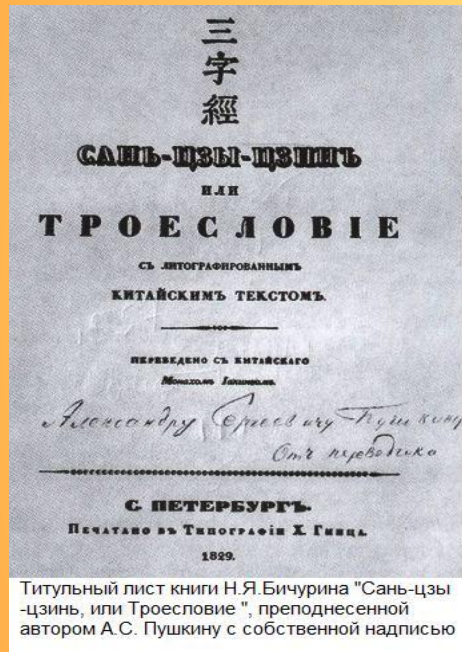 三
字
經
САНЬ-ЦЗЫ-ЦЗИНЪ
ИЛИ
ТРОЕСЛОВІЕ
СЪ ЛИТОГРАФИРОВАННЫМЪ
КИТАЙСКИМЪ ТЕКСТОМЪ.
ПЕРЕВЕДЕНО СЪ КИТАЙСКАГО
Монахомъ Іакинѳомъ.
Александру Сергеевичу Пушкину
Отъ переводчика
С. ПЕТЕРБУРГЪ.
ПЕЧАТАНО ВЪ ТИПОГРАФІИ Х. ГИНЦА.
1829.
Титульный лист книги Н.Я.Бичурина "Сань-цзы
-цзинь, или Троесловие ", преподнесенной
автором А.С. Пушкину с собственной надписью